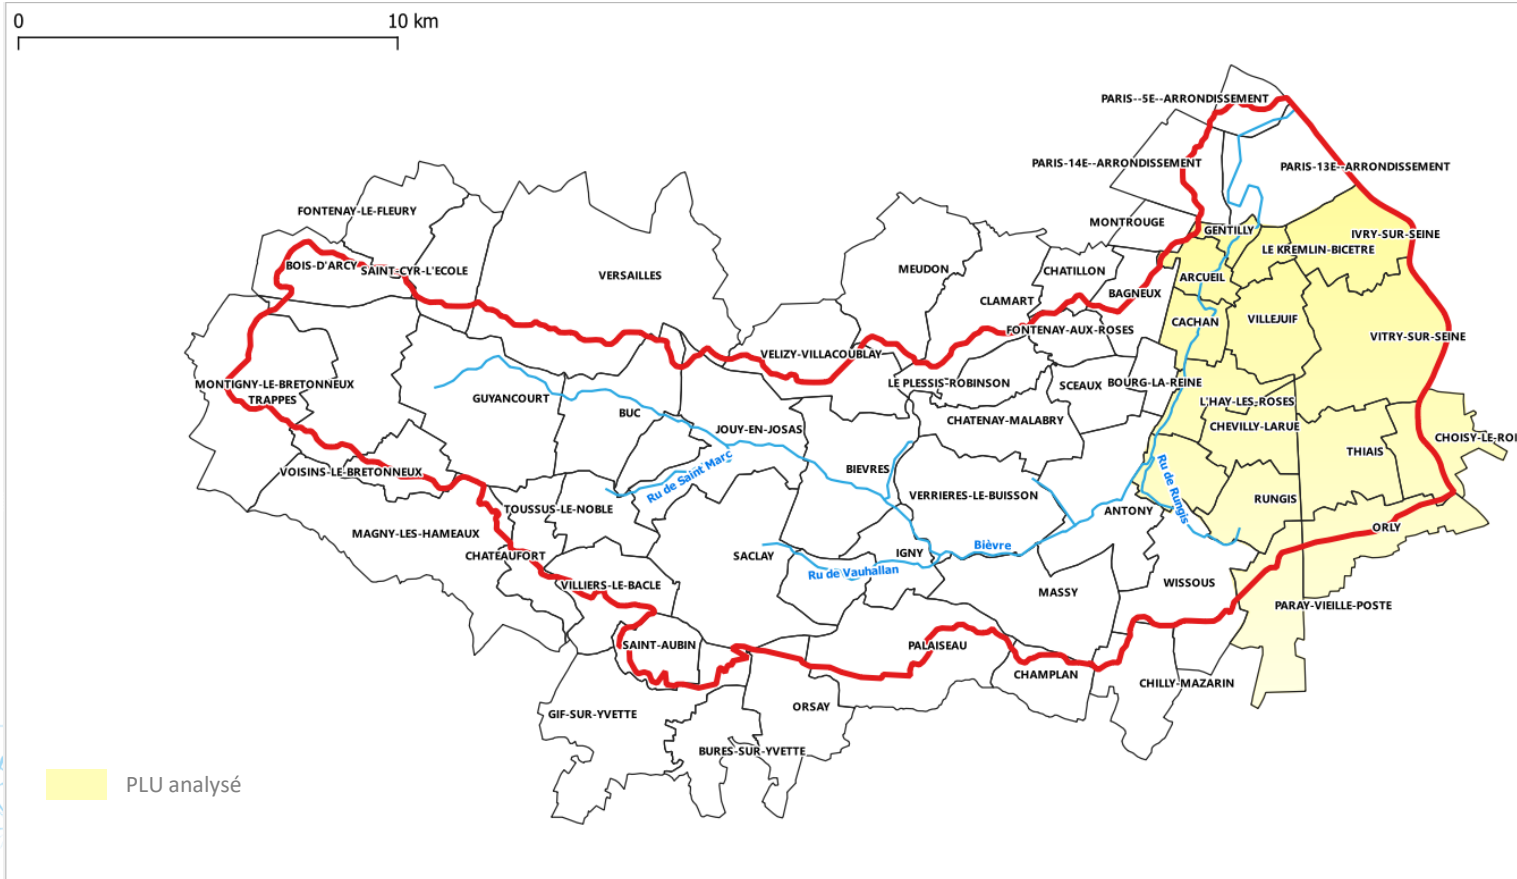 0
10 km
PARIS--5E--ARRONDISSEMENT
PARIS-14E--ARRONDISSEMENT
PARIS-13E--ARRONDISSEMENT
FONTENAY-LE-FLEURY
MONTROUGE
GENTILLY
IVRY-SUR-SEINE
LE KREMLIN-BICETRE
BOIS-D'ARCY
SAINT-CYR-L'ECOLE
VERSAILLES
MEUDON
CHATILLON
ARCUEIL
CLAMART
BAGNEUX
CACHAN
VILLEJUIF
FONTENAY-AUX-ROSES
VITRY-SUR-SEINE
VELIZY-VILLACOUBLAY
MONTIGNY-LE-BRETONNEUX
LE PLESSIS-ROBINSON
SCEAUX
BOURG-LA-REINE
TRAPPES
GUYANCOURT
L'HAY-LES-ROSES
BUC
CHATENAY-MALABRY
CHEVILLY-LARUE
JOUY-EN-JOSAS
CHOISY-LE-ROI
THIAIS
VOISINS-LE-BRETONNEUX
Ru de Saint Marc
BIEVRES
VERRIERES-LE-BUISSON
Ru de Rungis
RUNGIS
TOUSSUS-LE-NOBLE
ANTONY
ORLY
MAGNY-LES-HAMEAUX
CHATEAUFORT
SACLAY
IGNY
Bièvre
Ru de Vauhallan
VILLIERS-LE-BACLE
WISSOUS
MASSY
PARAY-VIEILLE-POSTE
SAINT-AUBIN
PALAISEAU
CHAMPLAN
CHILLY-MAZARIN
GIF-SUR-YVETTE
ORSAY
BURES-SUR-YVETTE
PLU analysé